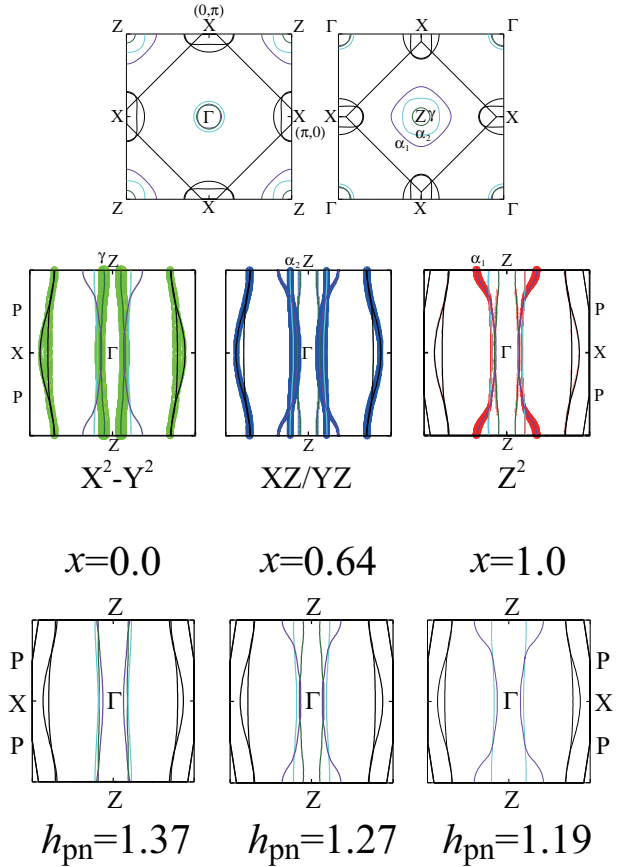 (0,π)
Z X Z Γ X Γ
X Γ X X Zγ X
α₂
(π,0) α₁
Z X Z Γ X Γ
γ Z α₂ Z α₁ Z
P P
X Γ Γ Γ X
P P
Z Z Z
X²-Y² XZ/YZ Z²
x=0.0 x=0.64 x=1.0
Z Z Z
P P
X Γ Γ Γ X
P P
Z Z Z
hpn=1.37 hpn=1.27 hpn=1.19